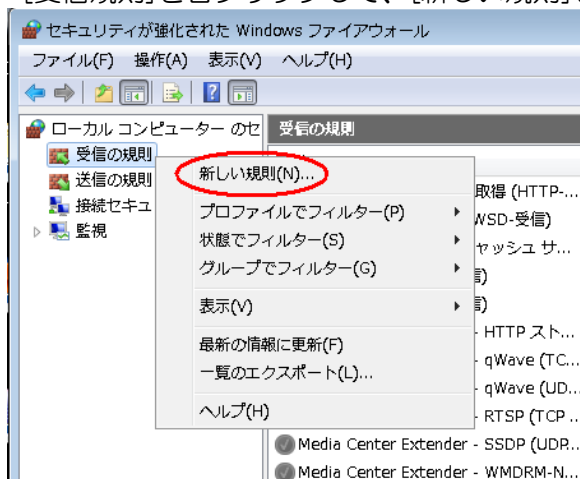 セキュリティが強化された Windows ファイアウォール
ファイル(F) 操作(A) 表示(V) ヘルプ(H)
ローカル コンピューター のセ
受信の規則
送信の規則
接続セキュ
監視
受信の規則
新しい規則(N)...
プロファイルでフィルター(P)
状態でフィルター(S)
グループでフィルター(G)
表示(V)
最新の情報に更新(F)
一覧のエクスポート(L)...
ヘルプ(H)
取得 (HTTP-...
WSD-受信)
ャッシュ サ...
- HTTP スト...
- qWave (TC...
- qWave (UD...
- RTSP (TCP ...
Media Center Extender - SSDP (UDP...
Media Center Extender - WMDRM-N...